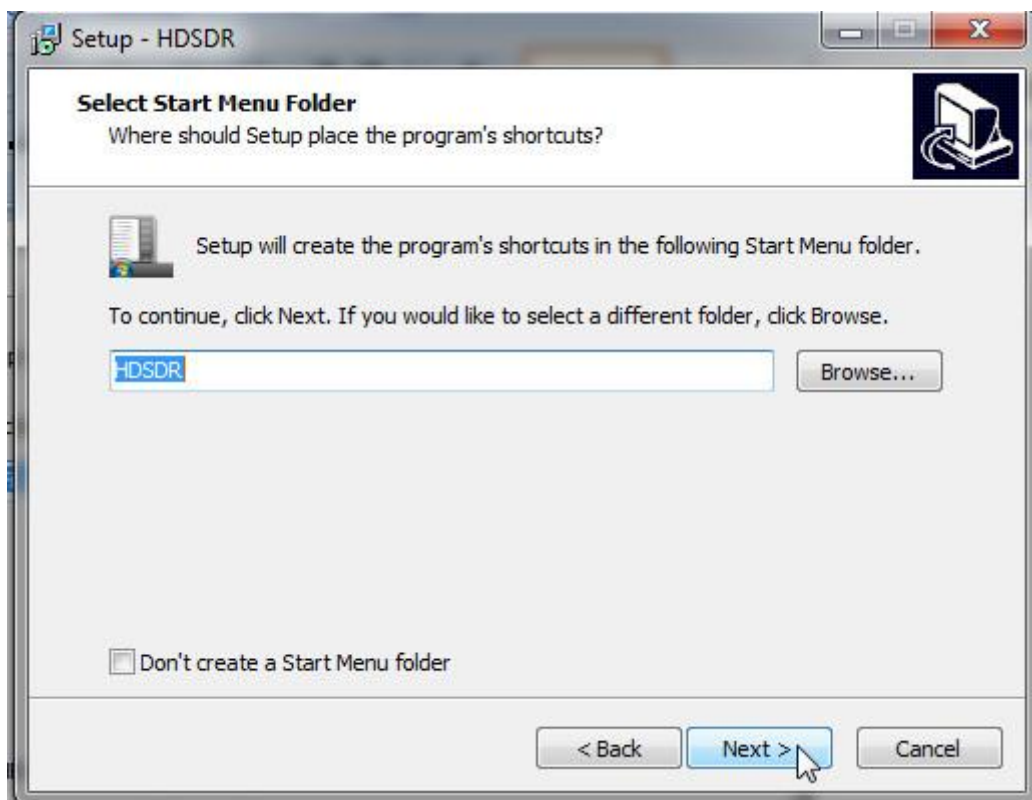 Setup - HDSDR
Select Start Menu Folder
Where should Setup place the program's shortcuts?
Setup will create the program's shortcuts in the following Start Menu folder.
To continue, click Next. If you would like to select a different folder, click Browse.
HDSDR
Browse...
Don't create a Start Menu folder
< Back
Next >
Cancel